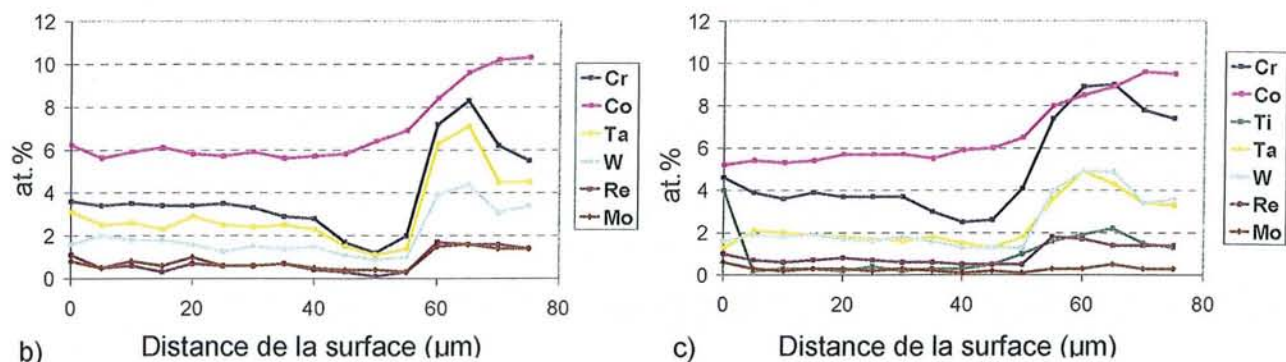 12
10
8
6
4
2
0
at.%
0
20
40
60
80
Distance de la surface (µm)
b)
Cr
Co
Ta
W
Re
Mo
12
10
8
6
4
2
0
at.%
0
20
40
60
80
Distance de la surface (µm)
c)
Cr
Co
Ti
Ta
W
Re
Mo